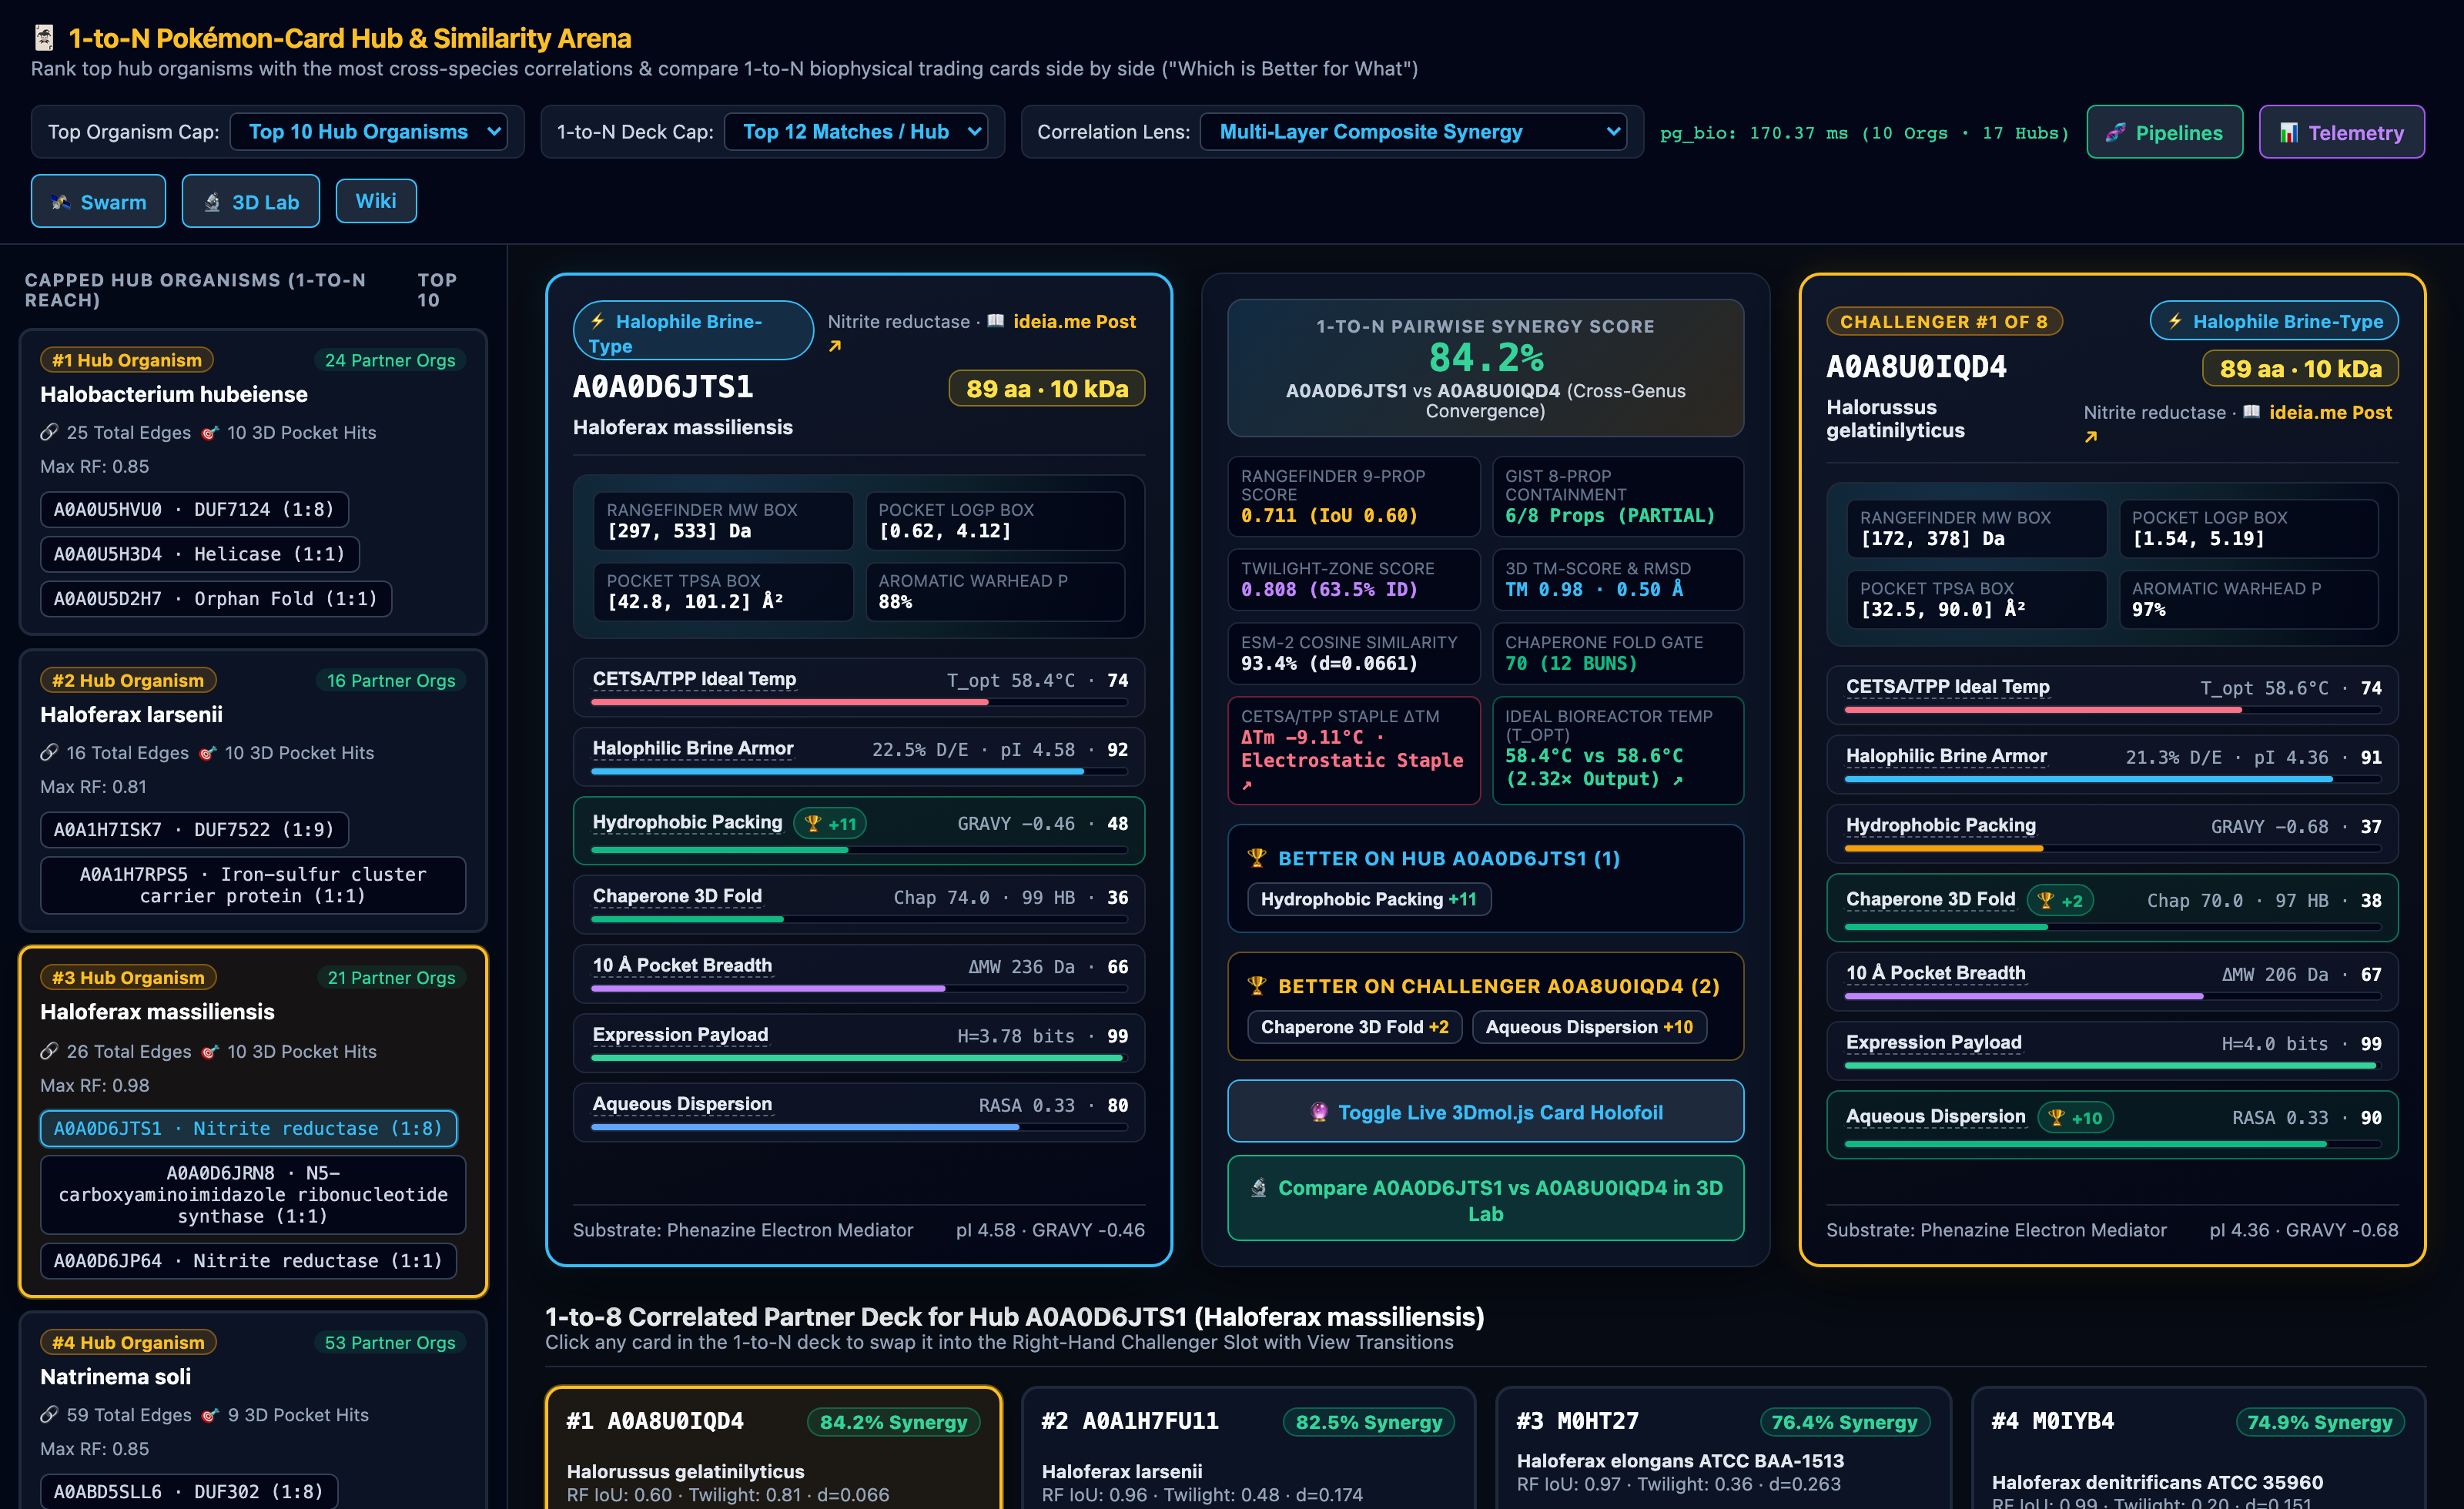 1-to-N Pokémon-Card Hub & Similarity Arena
Rank top hub organisms with the most cross-species correlations & compare 1-to-N biophysical trading cards side by side ("Which is Better for What")
Top Organism Cap: Top 10 Hub Organisms
1-to-N Deck Cap: Top 12 Matches / Hub
Correlation Lens: Multi-Layer Composite Synergy
pg_bio: 170.37 ms (10 Orgs · 17 Hubs)
Pipelines
Telemetry
Swarm
3D Lab
Wiki
CAPPED HUB ORGANISMS (1-TO-N REACH)
TOP 10
#1 Hub Organism
24 Partner Orgs
Halobacterium hubeiense
25 Total Edges 10 3D Pocket Hits
Max RF: 0.85
A0A0U5HVU0 · DUF7124 (1:8)
A0A0U5H3D4 · Helicase (1:1)
A0A0U5D2H7 · Orphan Fold (1:1)
#2 Hub Organism
16 Partner Orgs
Haloferax larsenii
16 Total Edges 10 3D Pocket Hits
Max RF: 0.81
A0A1H7ISK7 · DUF7522 (1:9)
A0A1H7RPS5 · Iron-sulfur cluster
carrier protein (1:1)
#3 Hub Organism
21 Partner Orgs
Haloferax massiliensis
26 Total Edges 10 3D Pocket Hits
Max RF: 0.98
A0A0D6JTS1 · Nitrite reductase (1:8)
A0A0D6JRN8 · N5-
carboxyaminoimidazole ribonucleotide
synthase (1:1)
A0A0D6JP64 · Nitrite reductase (1:1)
#4 Hub Organism
53 Partner Orgs
Natrinema soli
59 Total Edges 9 3D Pocket Hits
Max RF: 0.85
A0ABD5SLL6 · DUF302 (1:8)
Halophile Brine-
Type
Nitrite reductase · ideia.me Post
↗
A0A0D6JTS1
89 aa · 10 kDa
Haloferax massiliensis
RANGEFINDER MW BOX
[297, 533] Da
POCKET LOGP BOX
[0.62, 4.12]
POCKET TPSA BOX
[42.8, 101.2] Å²
AROMATIC WARHEAD P
88%
CETSA/TPP Ideal Temp T_opt 58.4°C · 74
Halophilic Brine Armor 22.5% D/E · pI 4.58 · 92
Hydrophobic Packing +11 GRAVY −0.46 · 48
Chaperone 3D Fold Chap 74.0 · 99 HB · 36
10 Å Pocket Breadth ΔMW 236 Da · 66
Expression Payload H=3.78 bits · 99
Aqueous Dispersion RASA 0.33 · 80
Substrate: Phenazine Electron Mediator pI 4.58 · GRAVY -0.46
1-TO-N PAIRWISE SYNERGY SCORE
84.2%
A0A0D6JTS1 vs A0A8U0IQD4 (Cross-Genus
Convergence)
RANGEFINDER 9-PROP
SCORE
0.711 (IoU 0.60)
GIST 8-PROP
CONTAINMENT
6/8 Props (PARTIAL)
TWILIGHT-ZONE SCORE
0.808 (63.5% ID)
3D TM-SCORE & RMSD
TM 0.98 · 0.50 Å
ESM-2 COSINE SIMILARITY
93.4% (d=0.0661)
CHAPERONE FOLD GATE
70 (12 BUNS)
CETSA/TPP STAPLE ΔTM
ΔTm −9.11°C ·
Electrostatic Staple
↗
IDEAL BIOREACTOR TEMP
(T_OPT)
58.4°C vs 58.6°C
(2.32× Output) ↗
BETTER ON HUB A0A0D6JTS1 (1)
Hydrophobic Packing +11
BETTER ON CHALLENGER A0A8U0IQD4 (2)
Chaperone 3D Fold +2
Aqueous Dispersion +10
Toggle Live 3Dmol.js Card Holofoil
Compare A0A0D6JTS1 vs A0A8U0IQD4 in 3D
Lab
CHALLENGER #1 OF 8
Halophile Brine-Type
A0A8U0IQD4
89 aa · 10 kDa
Halorussus
gelatinilyticus
Nitrite reductase · ideia.me Post
↗
RANGEFINDER MW BOX
[172, 378] Da
POCKET LOGP BOX
[1.54, 5.19]
POCKET TPSA BOX
[32.5, 90.0] Å²
AROMATIC WARHEAD P
97%
CETSA/TPP Ideal Temp T_opt 58.6°C · 74
Halophilic Brine Armor 21.3% D/E · pI 4.36 · 91
Hydrophobic Packing GRAVY −0.68 · 37
Chaperone 3D Fold +2 Chap 70.0 · 97 HB · 38
10 Å Pocket Breadth ΔMW 206 Da · 67
Expression Payload H=4.0 bits · 99
Aqueous Dispersion +10 RASA 0.33 · 90
Substrate: Phenazine Electron Mediator pI 4.36 · GRAVY -0.68
1-to-8 Correlated Partner Deck for Hub A0A0D6JTS1 (Haloferax massiliensis)
Click any card in the 1-to-N deck to swap it into the Right-Hand Challenger Slot with View Transitions
#1 A0A8U0IQD4
84.2% Synergy
Halorussus gelatinilyticus
RF IoU: 0.60 · Twilight: 0.81 · d=0.066
#2 A0A1H7FU11
82.5% Synergy
Haloferax larsenii
RF IoU: 0.96 · Twilight: 0.48 · d=0.174
#3 M0HT27
76.4% Synergy
Haloferax elongans ATCC BAA-1513
RF IoU: 0.97 · Twilight: 0.36 · d=0.263
#4 M0IYB4
74.9% Synergy
Haloferax denitrificans ATCC 35960
RF IoU: 0.99 · Twilight: 0.20 · d=0.151